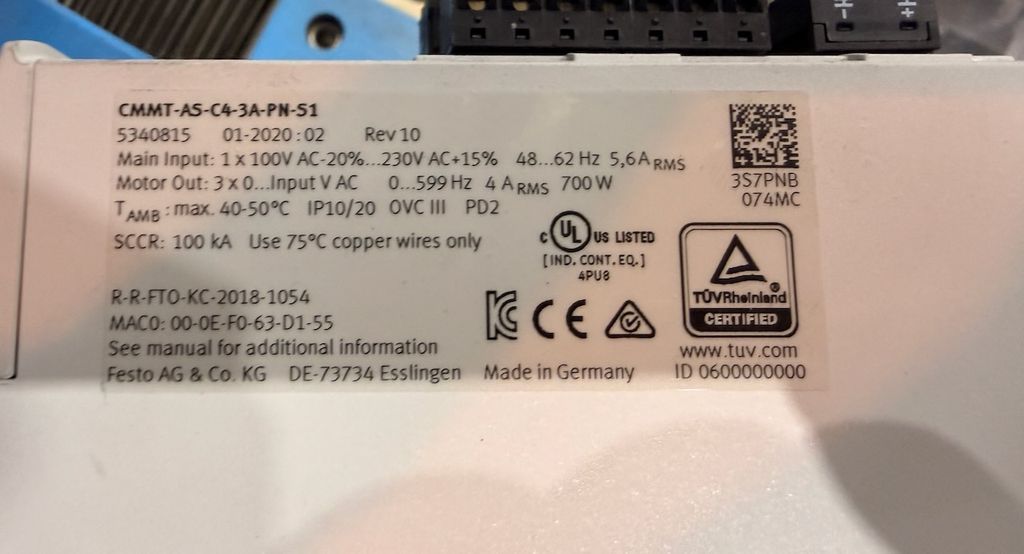 CMMT-AS-C4-3A-PN-S1
5340815 01-2020:02 Rev 10
Main Input: 1 x 100V AC-20%...230V AC+15% 48...62 Hz 5,6 A RMS
Motor Out: 3 x 0...Input V AC 0...599 Hz 4 A RMS 700 W
TAMB: max. 40-50°C IP10/20 OVC III PD2
SCCR: 100 kA Use 75°C copper wires only
3S7PNB
074MC
C UL US LISTED
[IND. CONT. EQ.]
4PU8
R-R-FTO-KC-2018-1054
MAC0: 00-0E-F0-63-D1-55
See manual for additional information
Festo AG & Co. KG DE-73734 Esslingen Made in Germany
KC CE
TÜVRheinland®
CERTIFIED
www.tuv.com
ID 0600000000
-H
+H